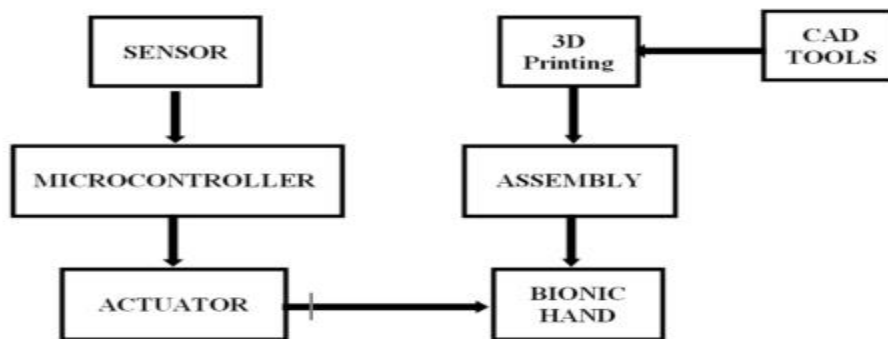 SENSOR
3D
Printing
CAD
TOOLS
MICROCONTROLLER
ASSEMBLY
ACTUATOR
BIONIC
HAND